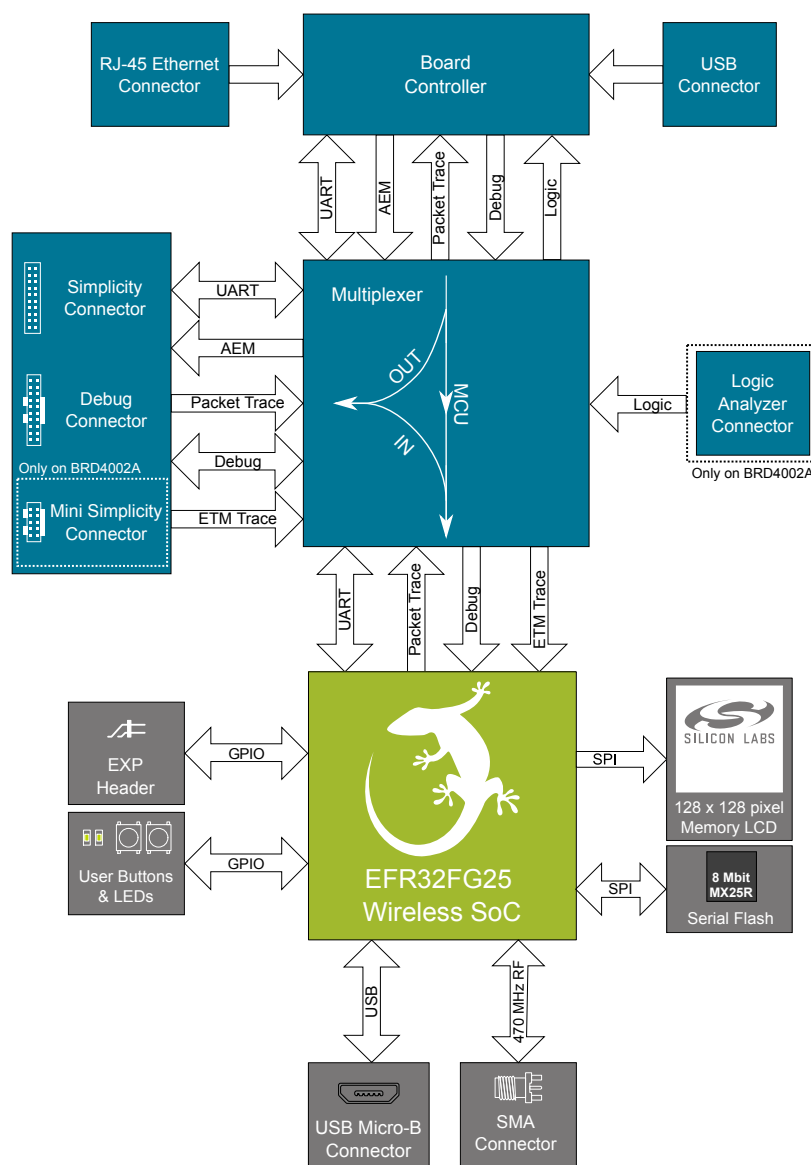 RJ-45 Ethernet
Connector
Board
Controller
USB
Connector
UART
AEM
Packet Trace
Debug
Logic
Simplicity
Connector
Debug
Connector
Only on BRD4002A
Mini Simplicity
Connector
UART
AEM
Packet Trace
Debug
ETM Trace
Multiplexer
OUT
MCU
IN
Logic
Logic
Analyzer
Connector
Only on BRD4002A
UART
Packet Trace
Debug
ETM Trace
EXP
Header
GPIO
User Buttons
& LEDs
GPIO
EFR32FG25
Wireless SoC
SPI
SILICON LABS
128 x 128 pixel
Memory LCD
SPI
8 Mbit
MX25R
Serial Flash
USB
470 MHz RF
USB Micro-B
Connector
SMA
Connector